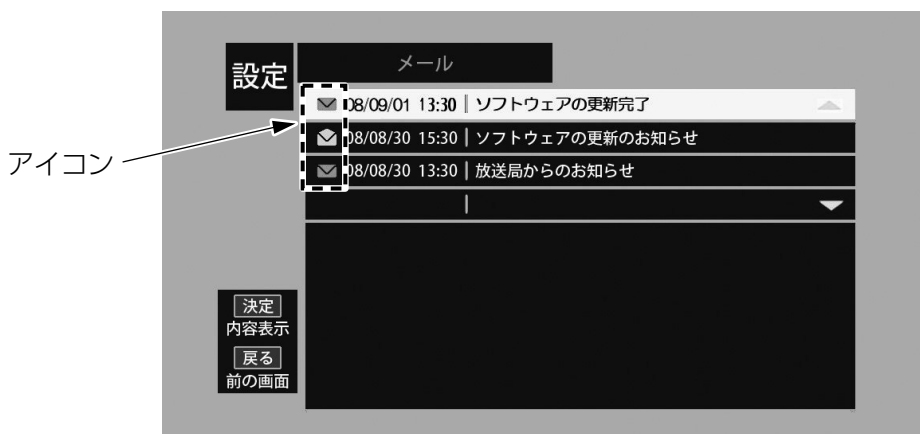 設定
メール
08/09/01 13:30 ソフトウェアの更新完了
08/08/30 15:30 ソフトウェアの更新のお知らせ
08/08/30 13:30 放送局からのお知らせ
アイコン
決定
内容表示
戻る
前の画面